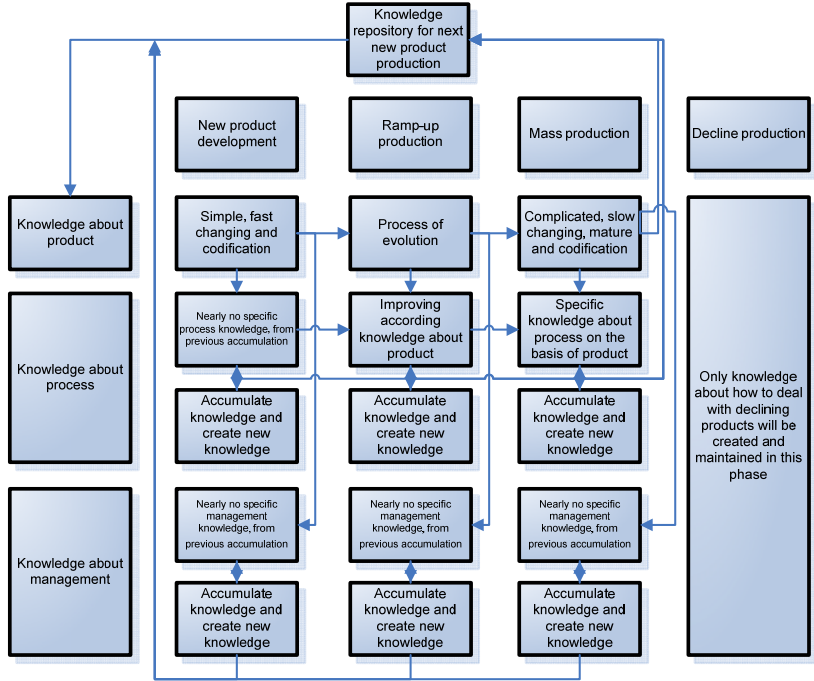 Knowledge
repository for next
new product
production
New product
development
Ramp-up
production
Mass production
Decline production
Knowledge about
product
Simple, fast
changing and
codification
Process of
evolution
Complicated, slow
changing, mature
and codification
Knowledge about
process
Nearly no specific
process knowledge, from
previous accumulation
Improving
according
knowledge about
product
Specific
knowledge about
process on the
basis of product
Accumulate
knowledge and
create new
knowledge
Accumulate
knowledge and
create new
knowledge
Accumulate
knowledge and
create new
knowledge
Only knowledge
about how to deal
with declining
products will be
created and
maintained in this
phase
Knowledge about
management
Nearly no specific
management
knowledge, from
previous accumulation
Nearly no specific
management
knowledge, from
previous accumulation
Nearly no specific
management
knowledge, from
previous accumulation
Accumulate
knowledge and
create new
knowledge
Accumulate
knowledge and
create new
knowledge
Accumulate
knowledge and
create new
knowledge